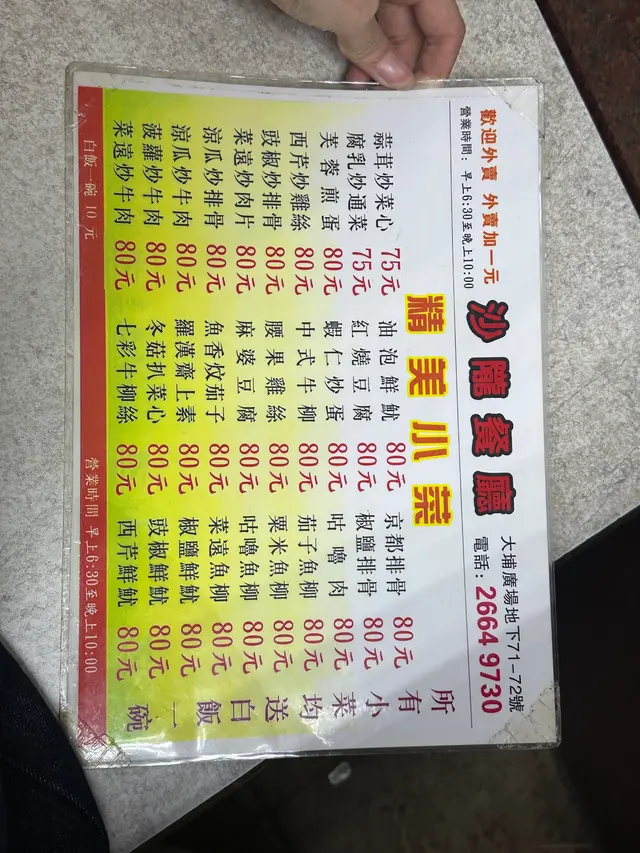 歡迎外賣 外賣加一元
營業時間: 早上6:30至晚上10:00
沙隴餐廳
大埔廣場地下71-72號
電話: 2664 9730
精美小菜
蒜茸炒菜心 75元 油泡鮮魷 80元 京都排骨 80元
腐乳炒通菜 75元 紅燒豆腐 80元 椒鹽排骨 80元
芙蓉煎蛋 80元 蝦仁炒蛋 80元 咕嚕肉 80元
西芹炒雞絲 80元 中式牛柳 80元 茄子魚柳 80元
豉椒炒排骨 80元 腰果雞絲 80元 粟米魚柳 80元
菜遠炒肉片 80元 麻婆豆腐 80元 咕嚕魚柳 80元
涼瓜炒排骨 80元 魚香炆茄子 80元 菜遠魚柳 80元
涼瓜炒牛肉 80元 羅漢齋上素 80元 椒鹽鮮魷 80元
菠蘿炒牛肉 80元 冬菇扒菜心 80元 豉椒鮮魷 80元
菜遠炒牛肉 80元 七彩牛柳絲 80元 西芹鮮魷 80元
所有小菜均送白飯一碗
白飯一碗 10 元
營業時間 早上6:30至晚上10:00